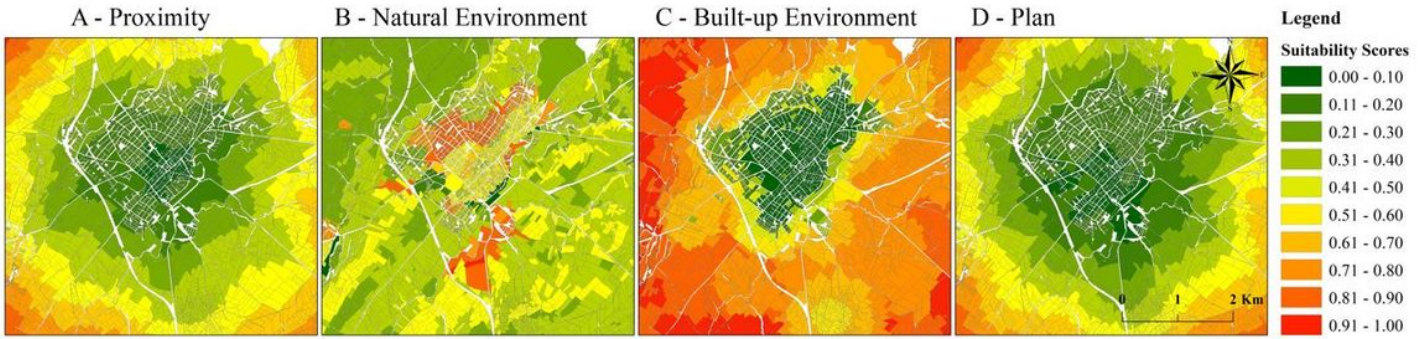 A - Proximity
B - Natural Environment
C - Built-up Environment
D - Plan
Legend
Suitability Scores
0.00 - 0.10
0.11 - 0.20
0.21 - 0.30
0.31 - 0.40
0.41 - 0.50
0.51 - 0.60
0.61 - 0.70
0.71 - 0.80
0.81 - 0.90
0.91 - 1.00
0 1 2 Km